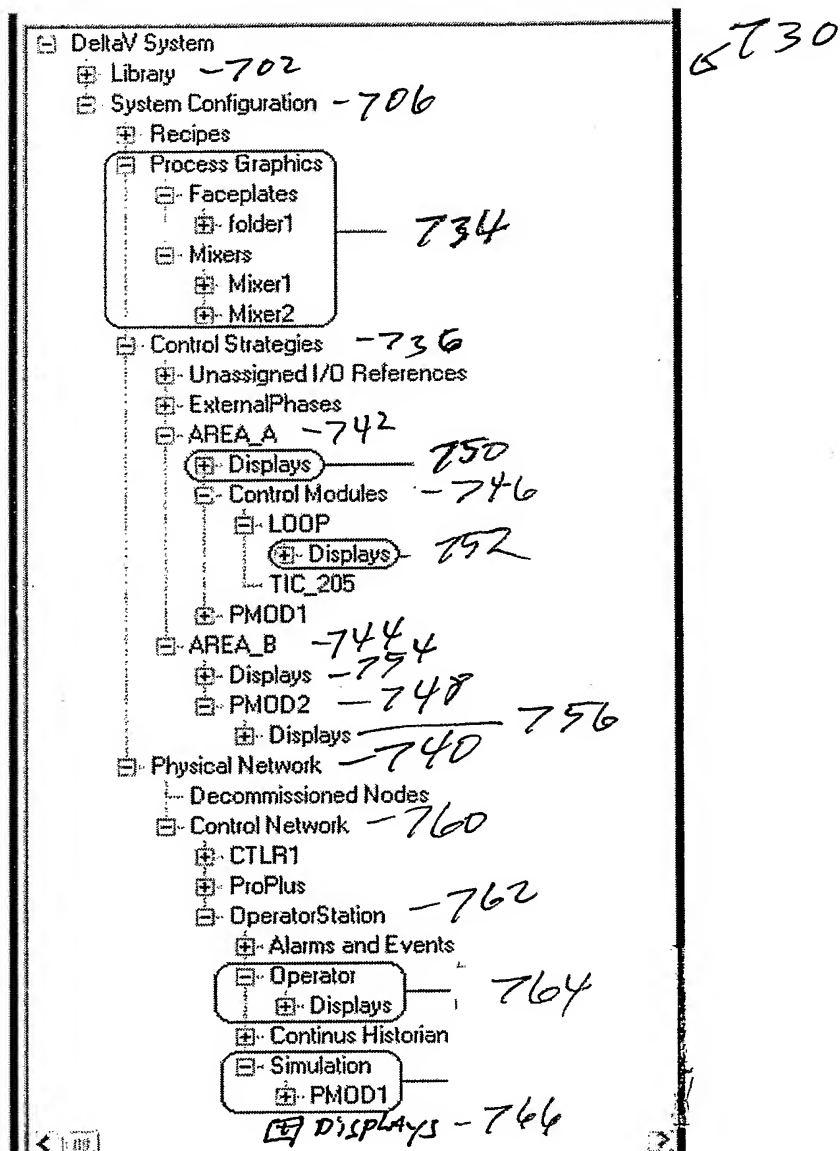 730
DeltaV System
Library -702
System Configuration -706
Recipes
Process Graphics
Faceplates
folder1
734
Mixers
Mixer1
Mixer2
Control Strategies -736
Unassigned I/O References
ExternalPhases
AREA_A -742
Displays 750
Control Modules -746
LOOP
Displays 752
TIC_205
PMOD1
AREA_B -744
Displays -754
PMOD2 -748
Displays 756
Physical Network -740
Decommissioned Nodes
Control Network -760
CTLR1
ProPlus
OperatorStation -762
Alarms and Events
Operator
Displays 764
Continus Historian
Simulation
PMOD1
DISPLAYS -766